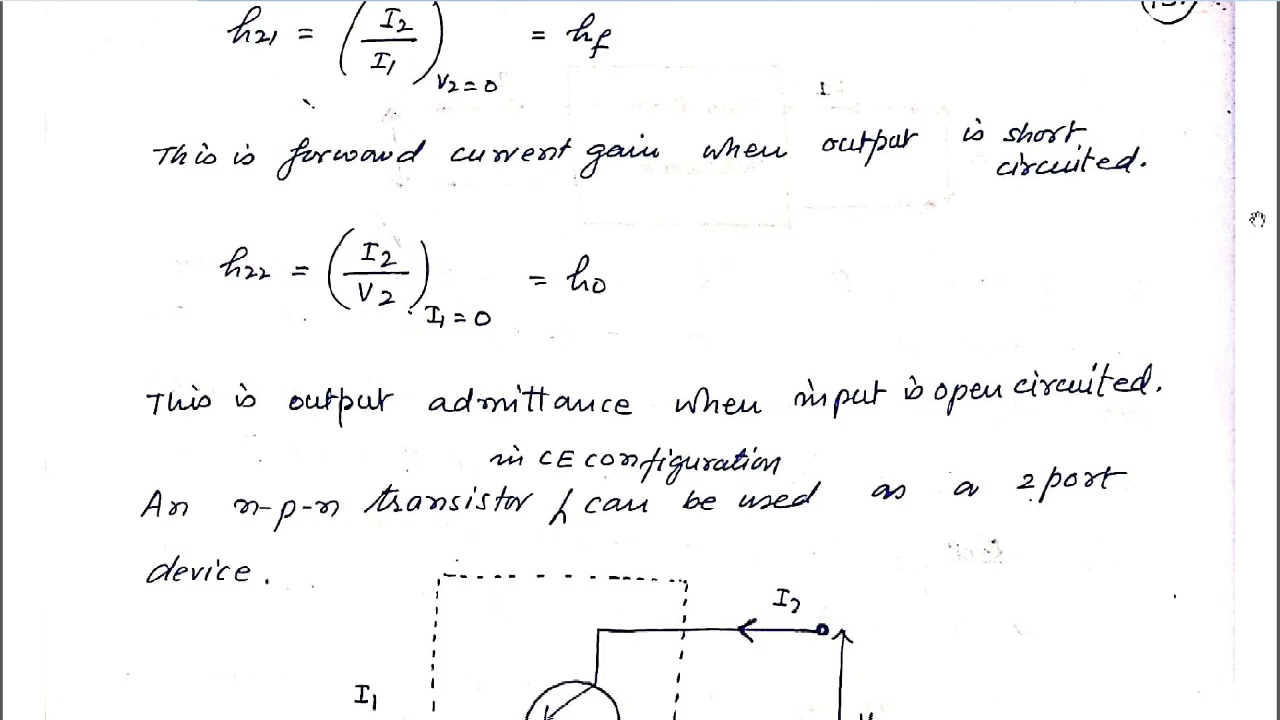 h21 = (I2/I1)V2=0 = hf
This is forward current gain when output is short circuited.
h22 = (I2/V2)I1=0 = ho
This is output admittance when input is open circuited.
in CE configuration
An n-p-n transistor can be used as a 2 port
device.
I2
I1